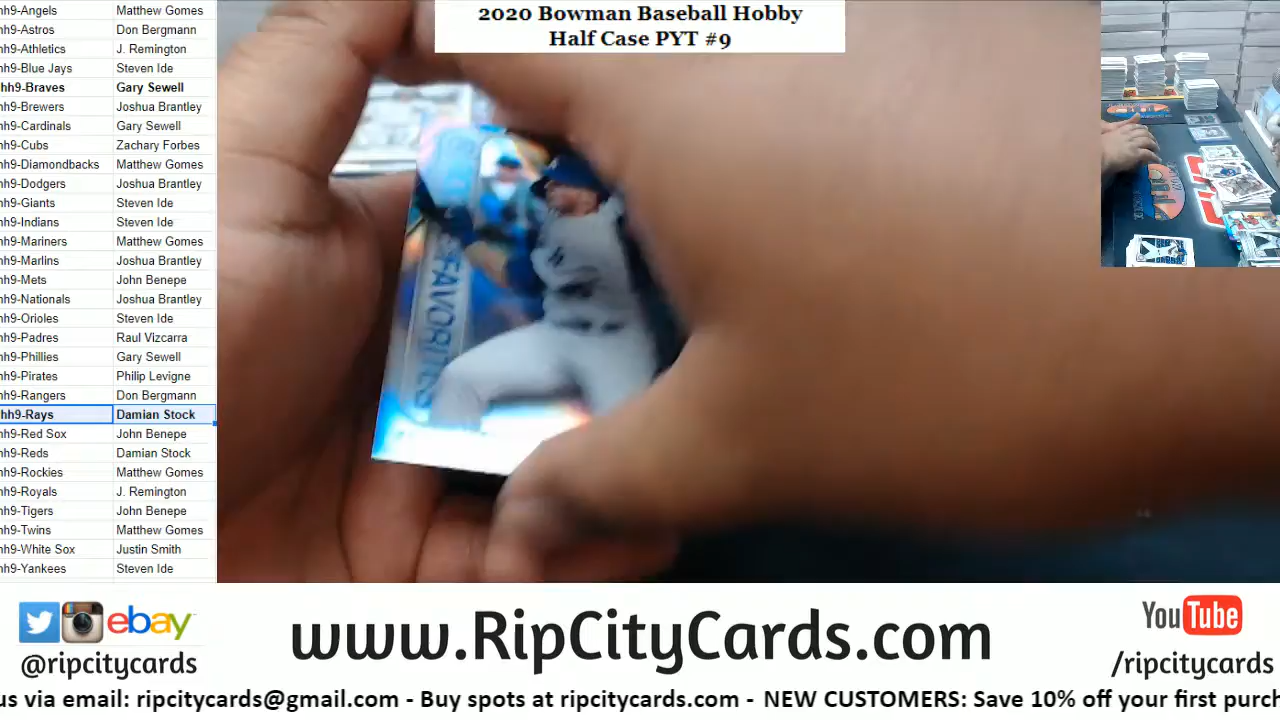 2020 Bowman Baseball Hobby
Half Case PYT #9
hh9-Angels Matthew Gomes
hh9-Astros Don Bergmann
hh9-Athletics J. Remington
hh9-Blue Jays Steven Ide
hh9-Braves Gary Sewell
hh9-Brewers Joshua Brantley
hh9-Cardinals Gary Sewell
hh9-Cubs Zachary Forbes
hh9-Diamondbacks Matthew Gomes
hh9-Dodgers Joshua Brantley
hh9-Giants Steven Ide
hh9-Indians Steven Ide
hh9-Mariners Matthew Gomes
hh9-Marlins Joshua Brantley
hh9-Mets John Benepe
hh9-Nationals Joshua Brantley
hh9-Orioles Steven Ide
hh9-Padres Raul Vizcarra
hh9-Phillies Gary Sewell
hh9-Pirates Philip Levigne
hh9-Rangers Don Bergmann
hh9-Rays Damian Stock
hh9-Red Sox John Benepe
hh9-Reds Damian Stock
hh9-Rockies Matthew Gomes
hh9-Royals J. Remington
hh9-Tigers John Benepe
hh9-Twins Matthew Gomes
hh9-White Sox Justin Smith
hh9-Yankees Steven Ide
FAVORITES
ebay
@ripcitycards
www.RipCityCards.com
YouTube
/ripcitycards
us via email: ripcitycards@gmail.com - Buy spots at ripcitycards.com - NEW CUSTOMERS: Save 10% off your first purch